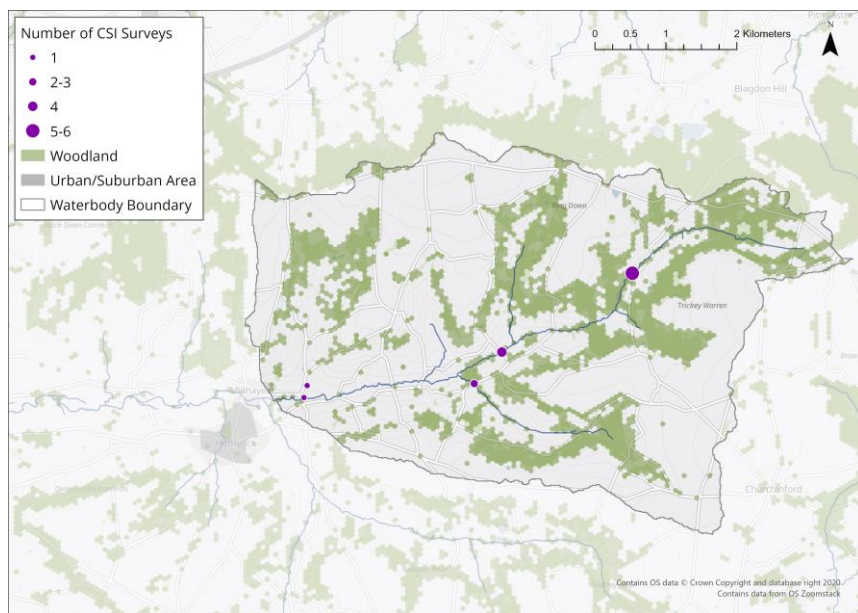 Number of CSI Surveys
1
2-3
4
5-6
Woodland
Urban/Suburban Area
Waterbody Boundary
0 0.5 1 2 Kilometers
N
Pitminster
Blagdon Hill
Trickey Warren
Hemyock
Churchinford
Contains OS data © Crown Copyright and database right 2020
Contains data from OS Zoomstack